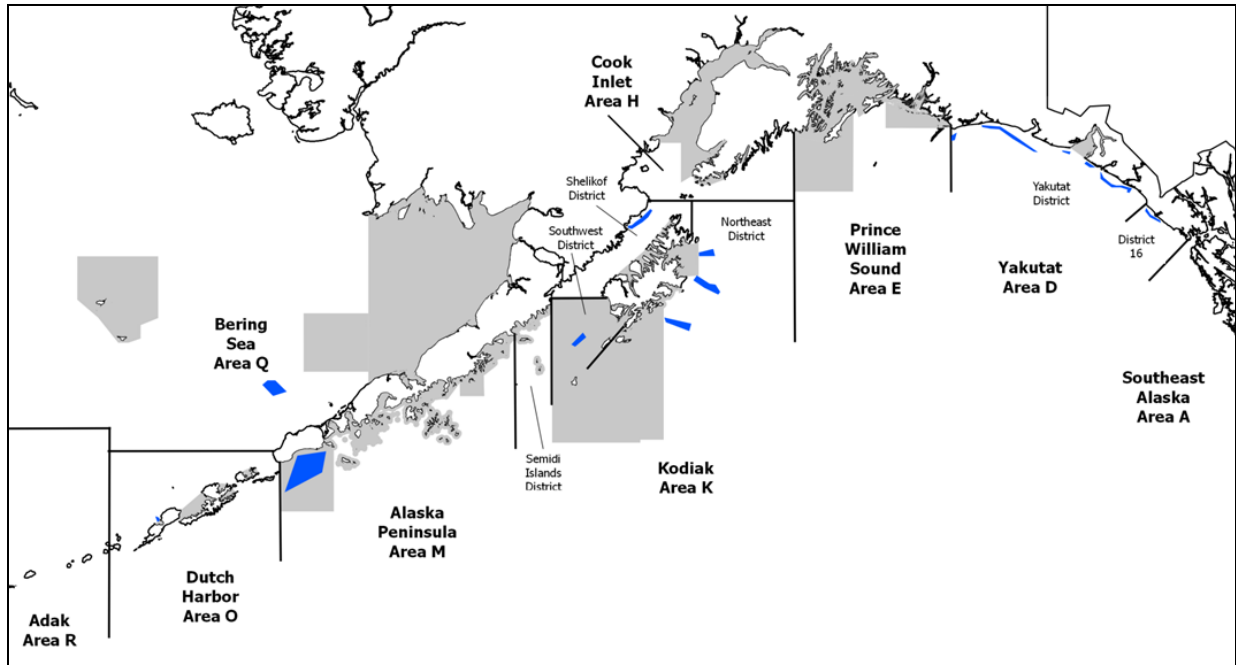 Cook
Inlet
Area H
Shelikof
District
Southwest
District
Northeast
District
Yakutat
District
District
16
Prince
William
Sound
Area E
Yakutat
Area D
Southeast
Alaska
Area A
Bering
Sea
Area Q
Semidi
Islands
District
Kodiak
Area K
Alaska
Peninsula
Area M
Dutch
Harbor
Area O
Adak
Area R